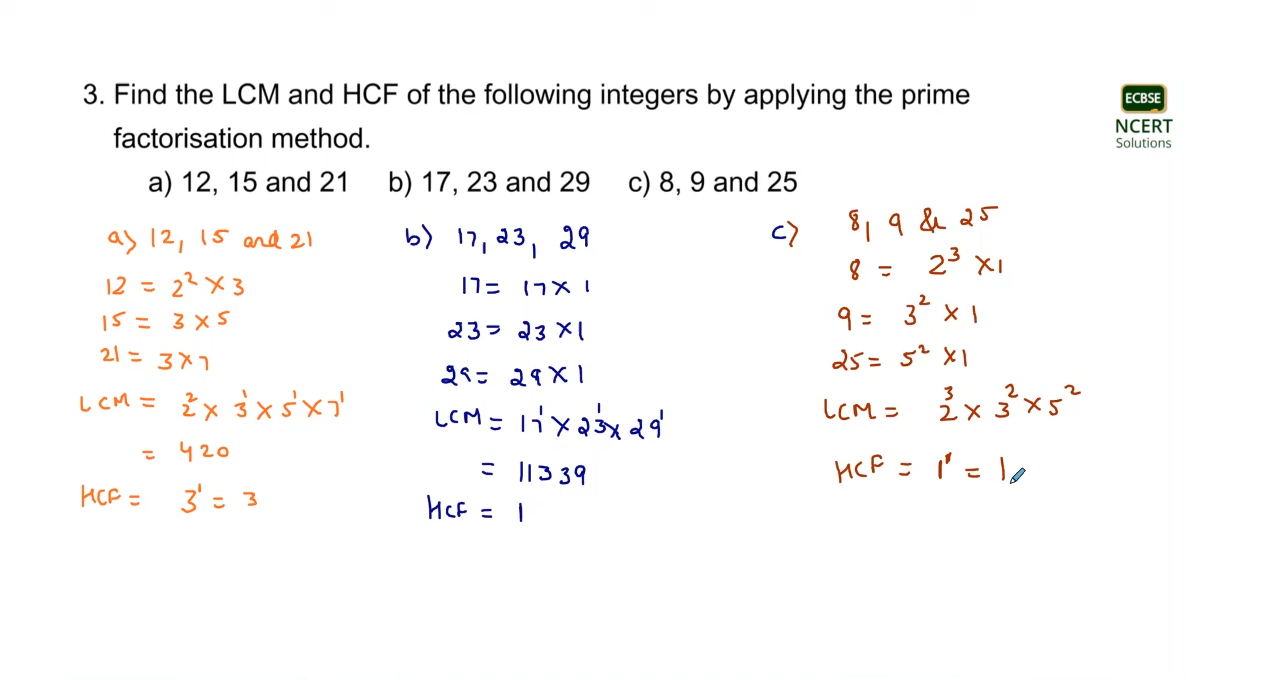 3. Find the LCM and HCF of the following integers by applying the prime
factorisation method.
a) 12, 15 and 21 b) 17, 23 and 29 c) 8, 9 and 25
ECBSE
NCERT
Solutions
a) 12, 15 and 21
12 = 2² × 3
15 = 3 × 5
21 = 3 × 7
LCM = 2² × 3¹ × 5¹ × 7¹
= 420
HCF = 3¹ = 3
b) 17, 23, 29
17 = 17 × 1
23 = 23 × 1
29 = 29 × 1
LCM = 17¹ × 23¹ × 29¹
= 11339
HCF = 1
c) 8, 9 & 25
8 = 2³ × 1
9 = 3² × 1
25 = 5² × 1
LCM = 2³ × 3² × 5²
HCF = 1¹ = 1